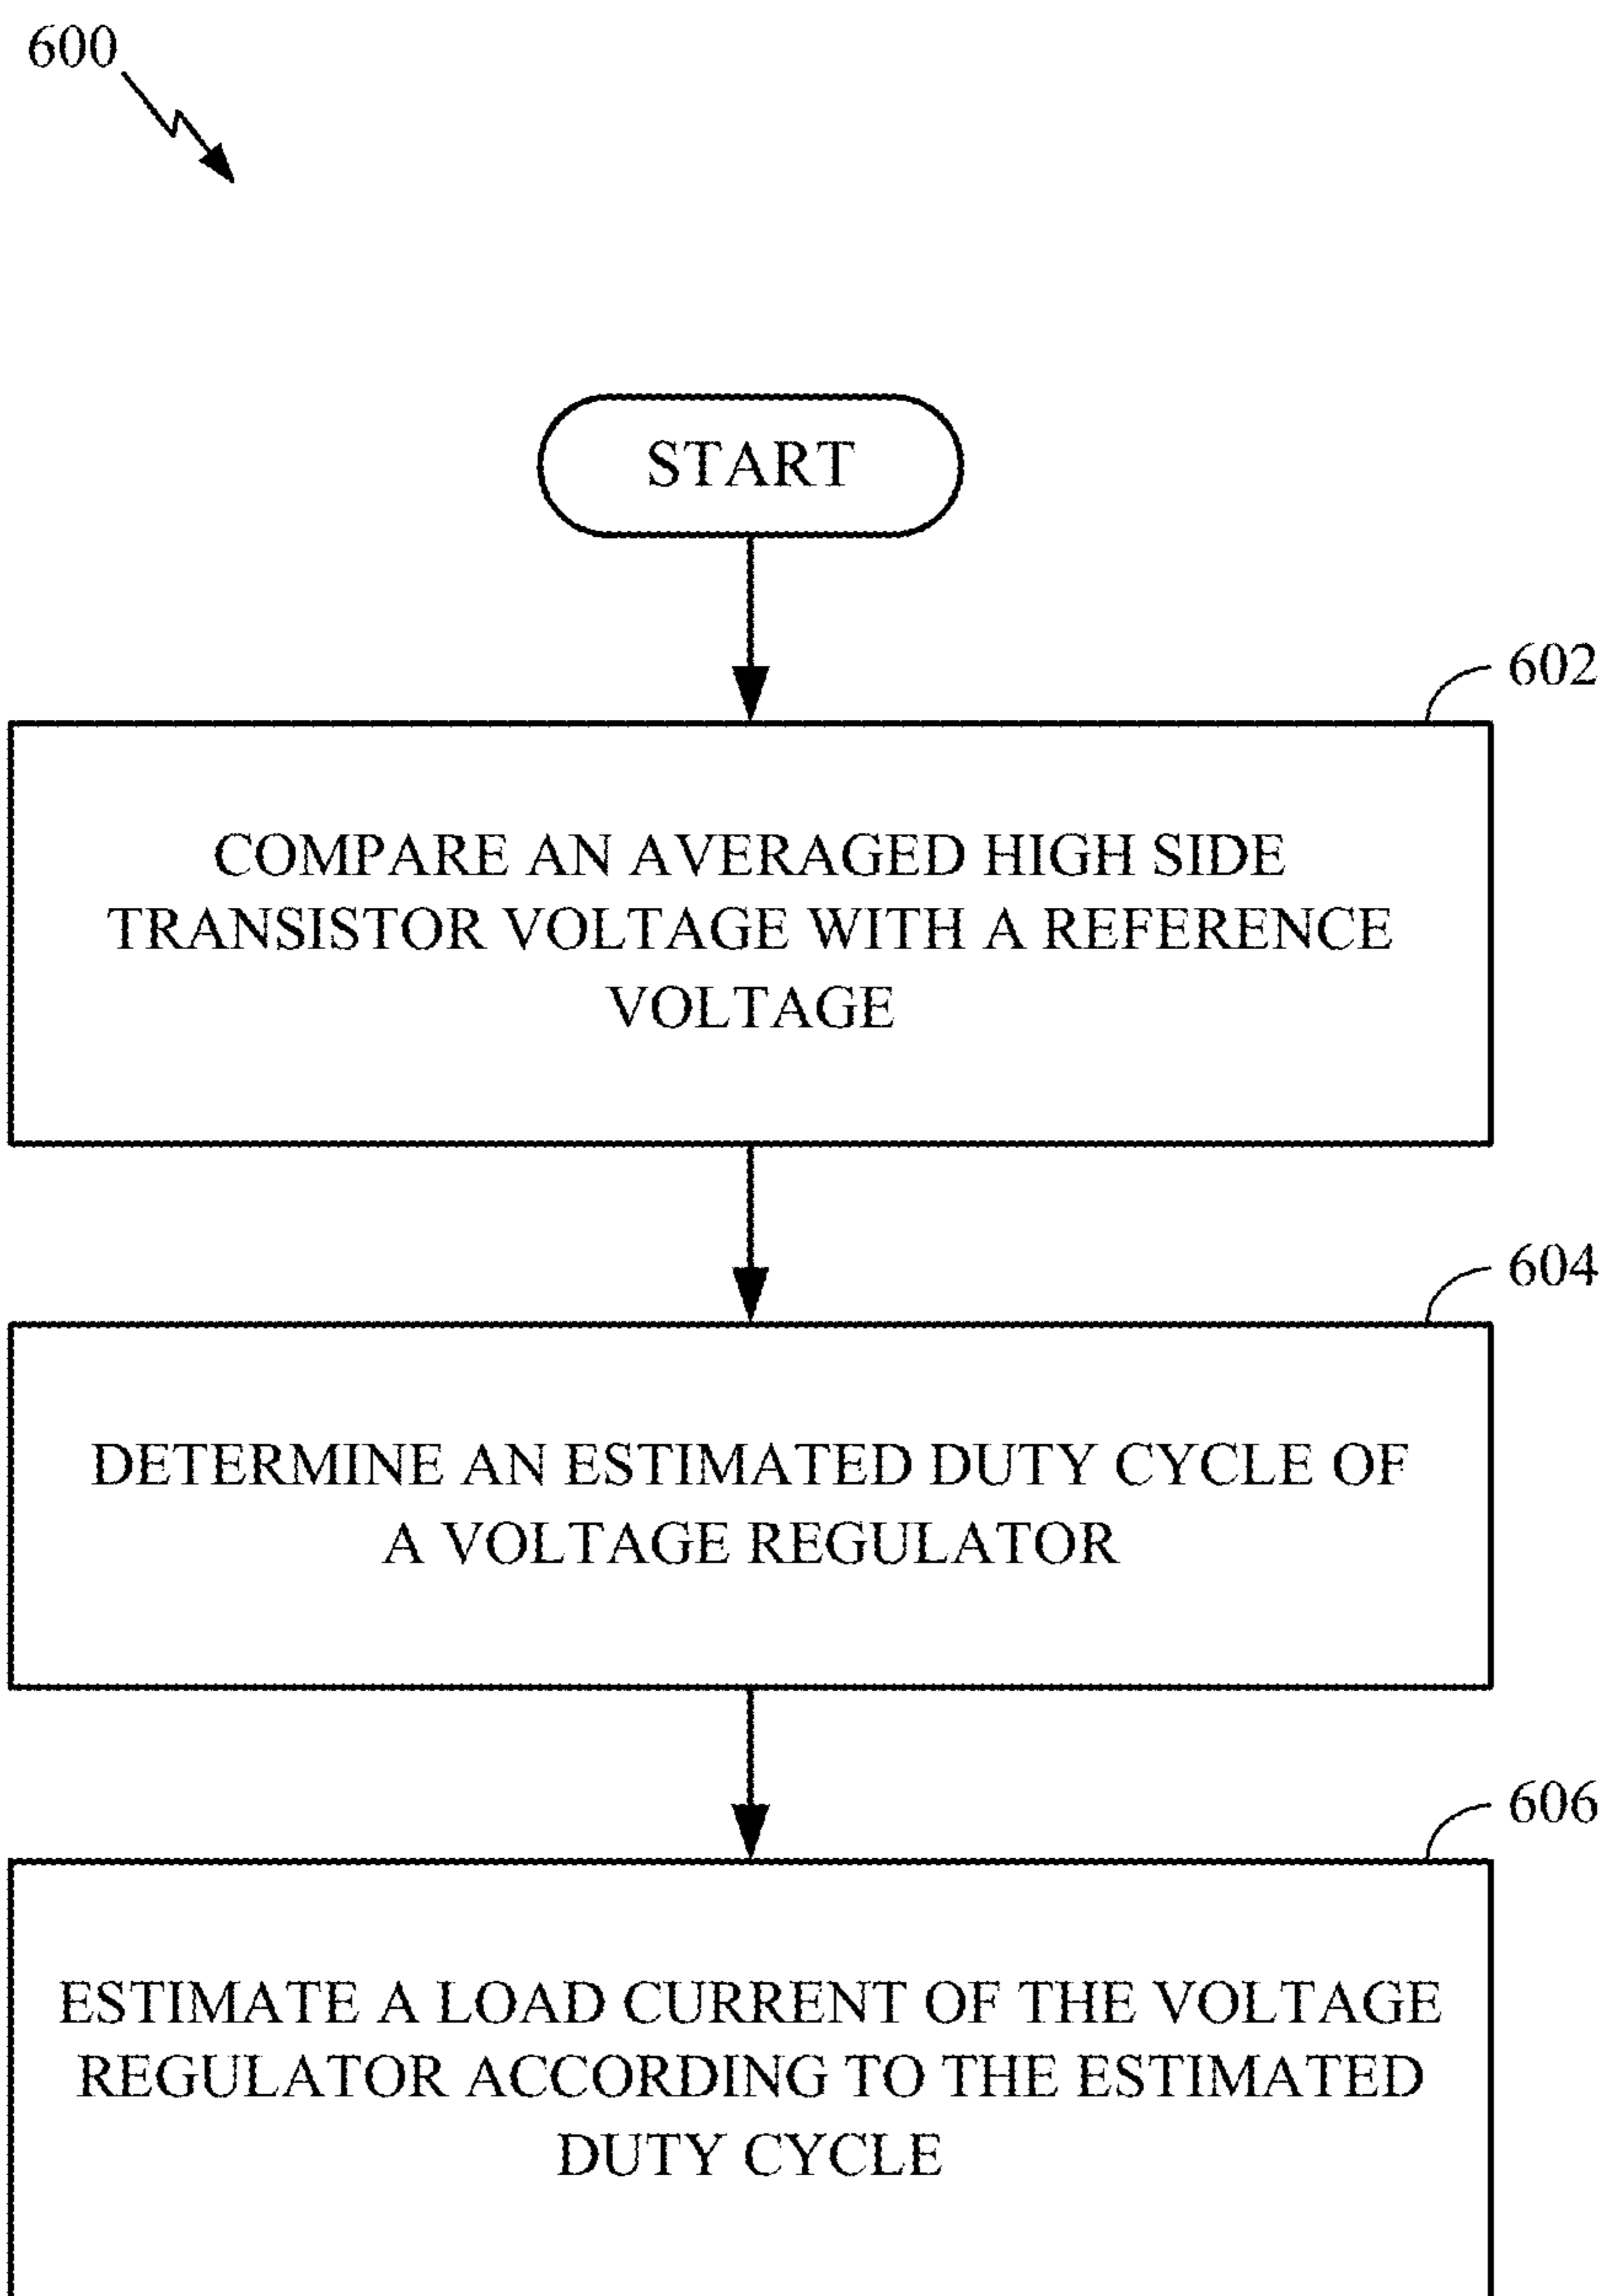 600
START
602
COMPARE AN AVERAGED HIGH SIDE
TRANSISTOR VOLTAGE WITH A REFERENCE
VOLTAGE
604
DETERMINE AN ESTIMATED DUTY CYCLE OF
A VOLTAGE REGULATOR
606
ESTIMATE A LOAD CURRENT OF THE VOLTAGE
REGULATOR ACCORDING TO THE ESTIMATED
DUTY CYCLE